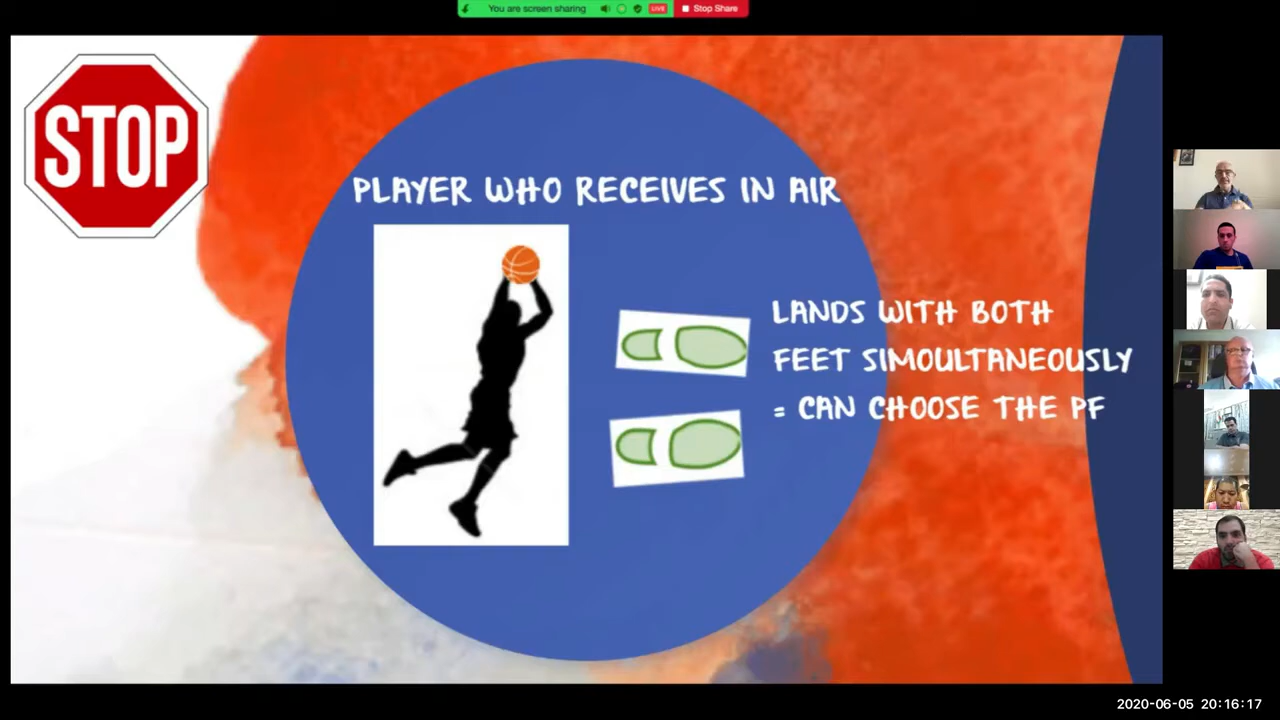 You are screen sharing
LIVE
Stop Share
STOP
PLAYER WHO RECEIVES IN AIR
LANDS WITH BOTH
FEET SIMOULTANEOUSLY
= CAN CHOOSE THE PF
2020-06-05 20:16:17